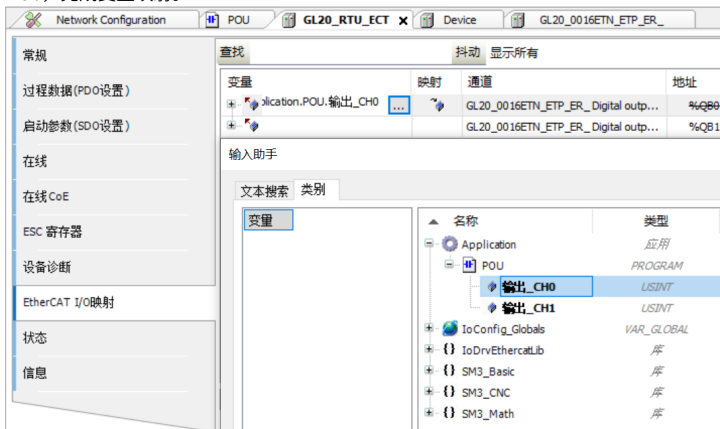 Network Configuration
POU
GL20_RTU_ECT
Device
GL20_0016ETN_ETP_ER_
常规
过程数据(PDO设置)
启动参数(SDO设置)
在线
在线CoE
ESC 寄存器
设备诊断
EtherCAT I/O映射
状态
信息
查找
抖动 显示所有
变量 映射 通道 地址
plication.POU.输出_CH0 ... GL20_0016ETN_ETP_ER_ Digital outp... %QB0
GL20_0016ETN_ETP_ER_ Digital outp... %QB1
输入助手
文本搜索 类别
变量
名称 类型
Application 应用
POU PROGRAM
输出_CH0 USINT
输出_CH1 USINT
IoConfig_Globals VAR_GLOBAL
{} IoDrvEthercatLib 库
{} SM3_Basic 库
{} SM3_CNC 库
{} SM3_Math 库